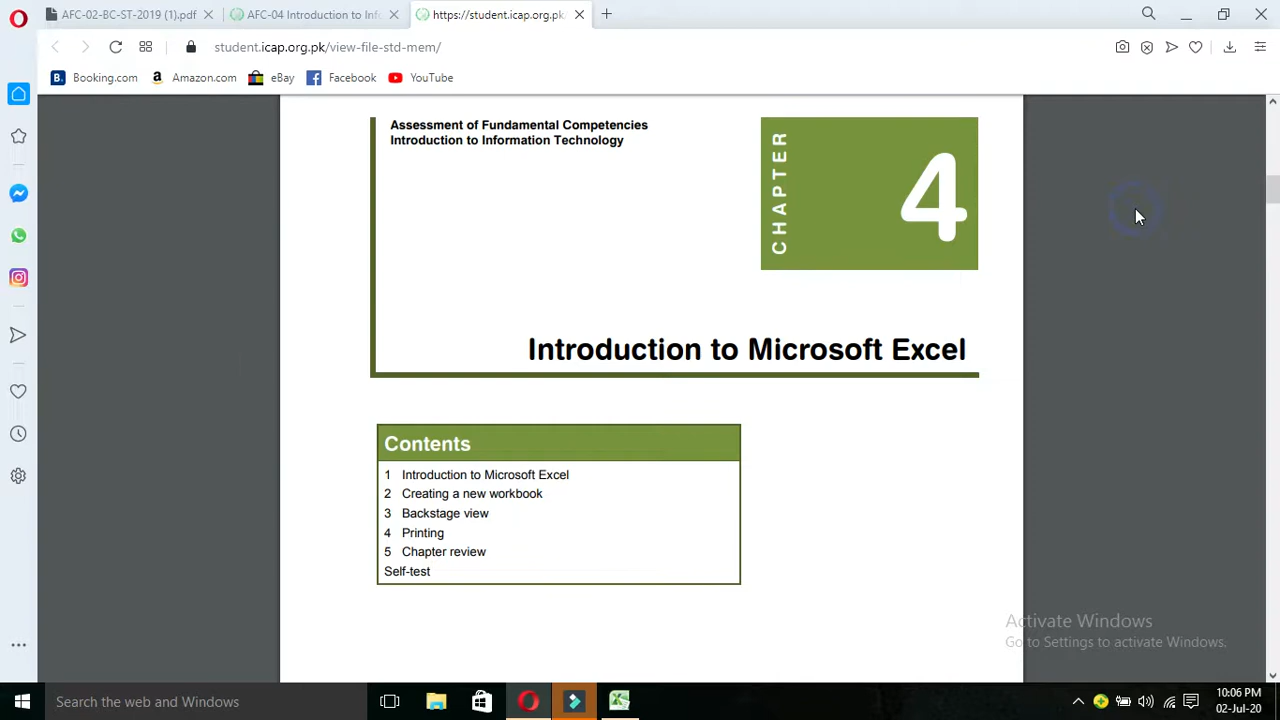 AFC-02-BC-ST-2019 (1).pdf
AFC-04 Introduction to Inf
https://student.icap.org.pk
student.icap.org.pk/view-file-std-mem/
B. Booking.com
a Amazon.com
eBay
Facebook
YouTube
Assessment of Fundamental Competencies
Introduction to Information Technology
CHAPTER
4
Introduction to Microsoft Excel
Contents
1 Introduction to Microsoft Excel
2 Creating a new workbook
3 Backstage view
4 Printing
5 Chapter review
Self-test
Activate Windows
Go to Settings to activate Windows.
Search the web and Windows
10:06 PM
02-Jul-20